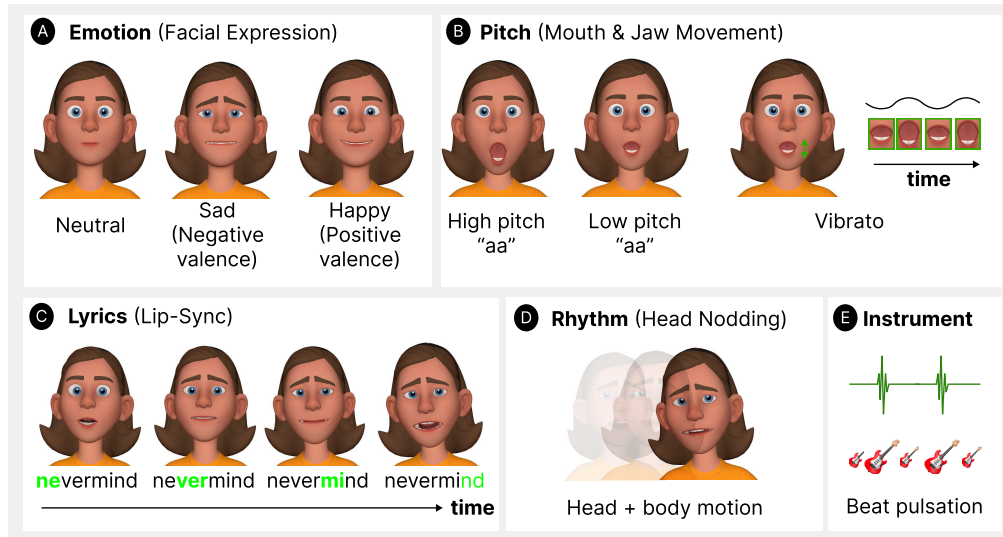 A Emotion (Facial Expression)
Neutral
Sad
(Negative
valence)
Happy
(Positive
valence)
B Pitch (Mouth & Jaw Movement)
High pitch
“aa”
Low pitch
“aa”
Vibrato
time
C Lyrics (Lip-Sync)
nevermind nevermind nevermind nevermind
time
D Rhythm (Head Nodding)
Head + body motion
E Instrument
Beat pulsation